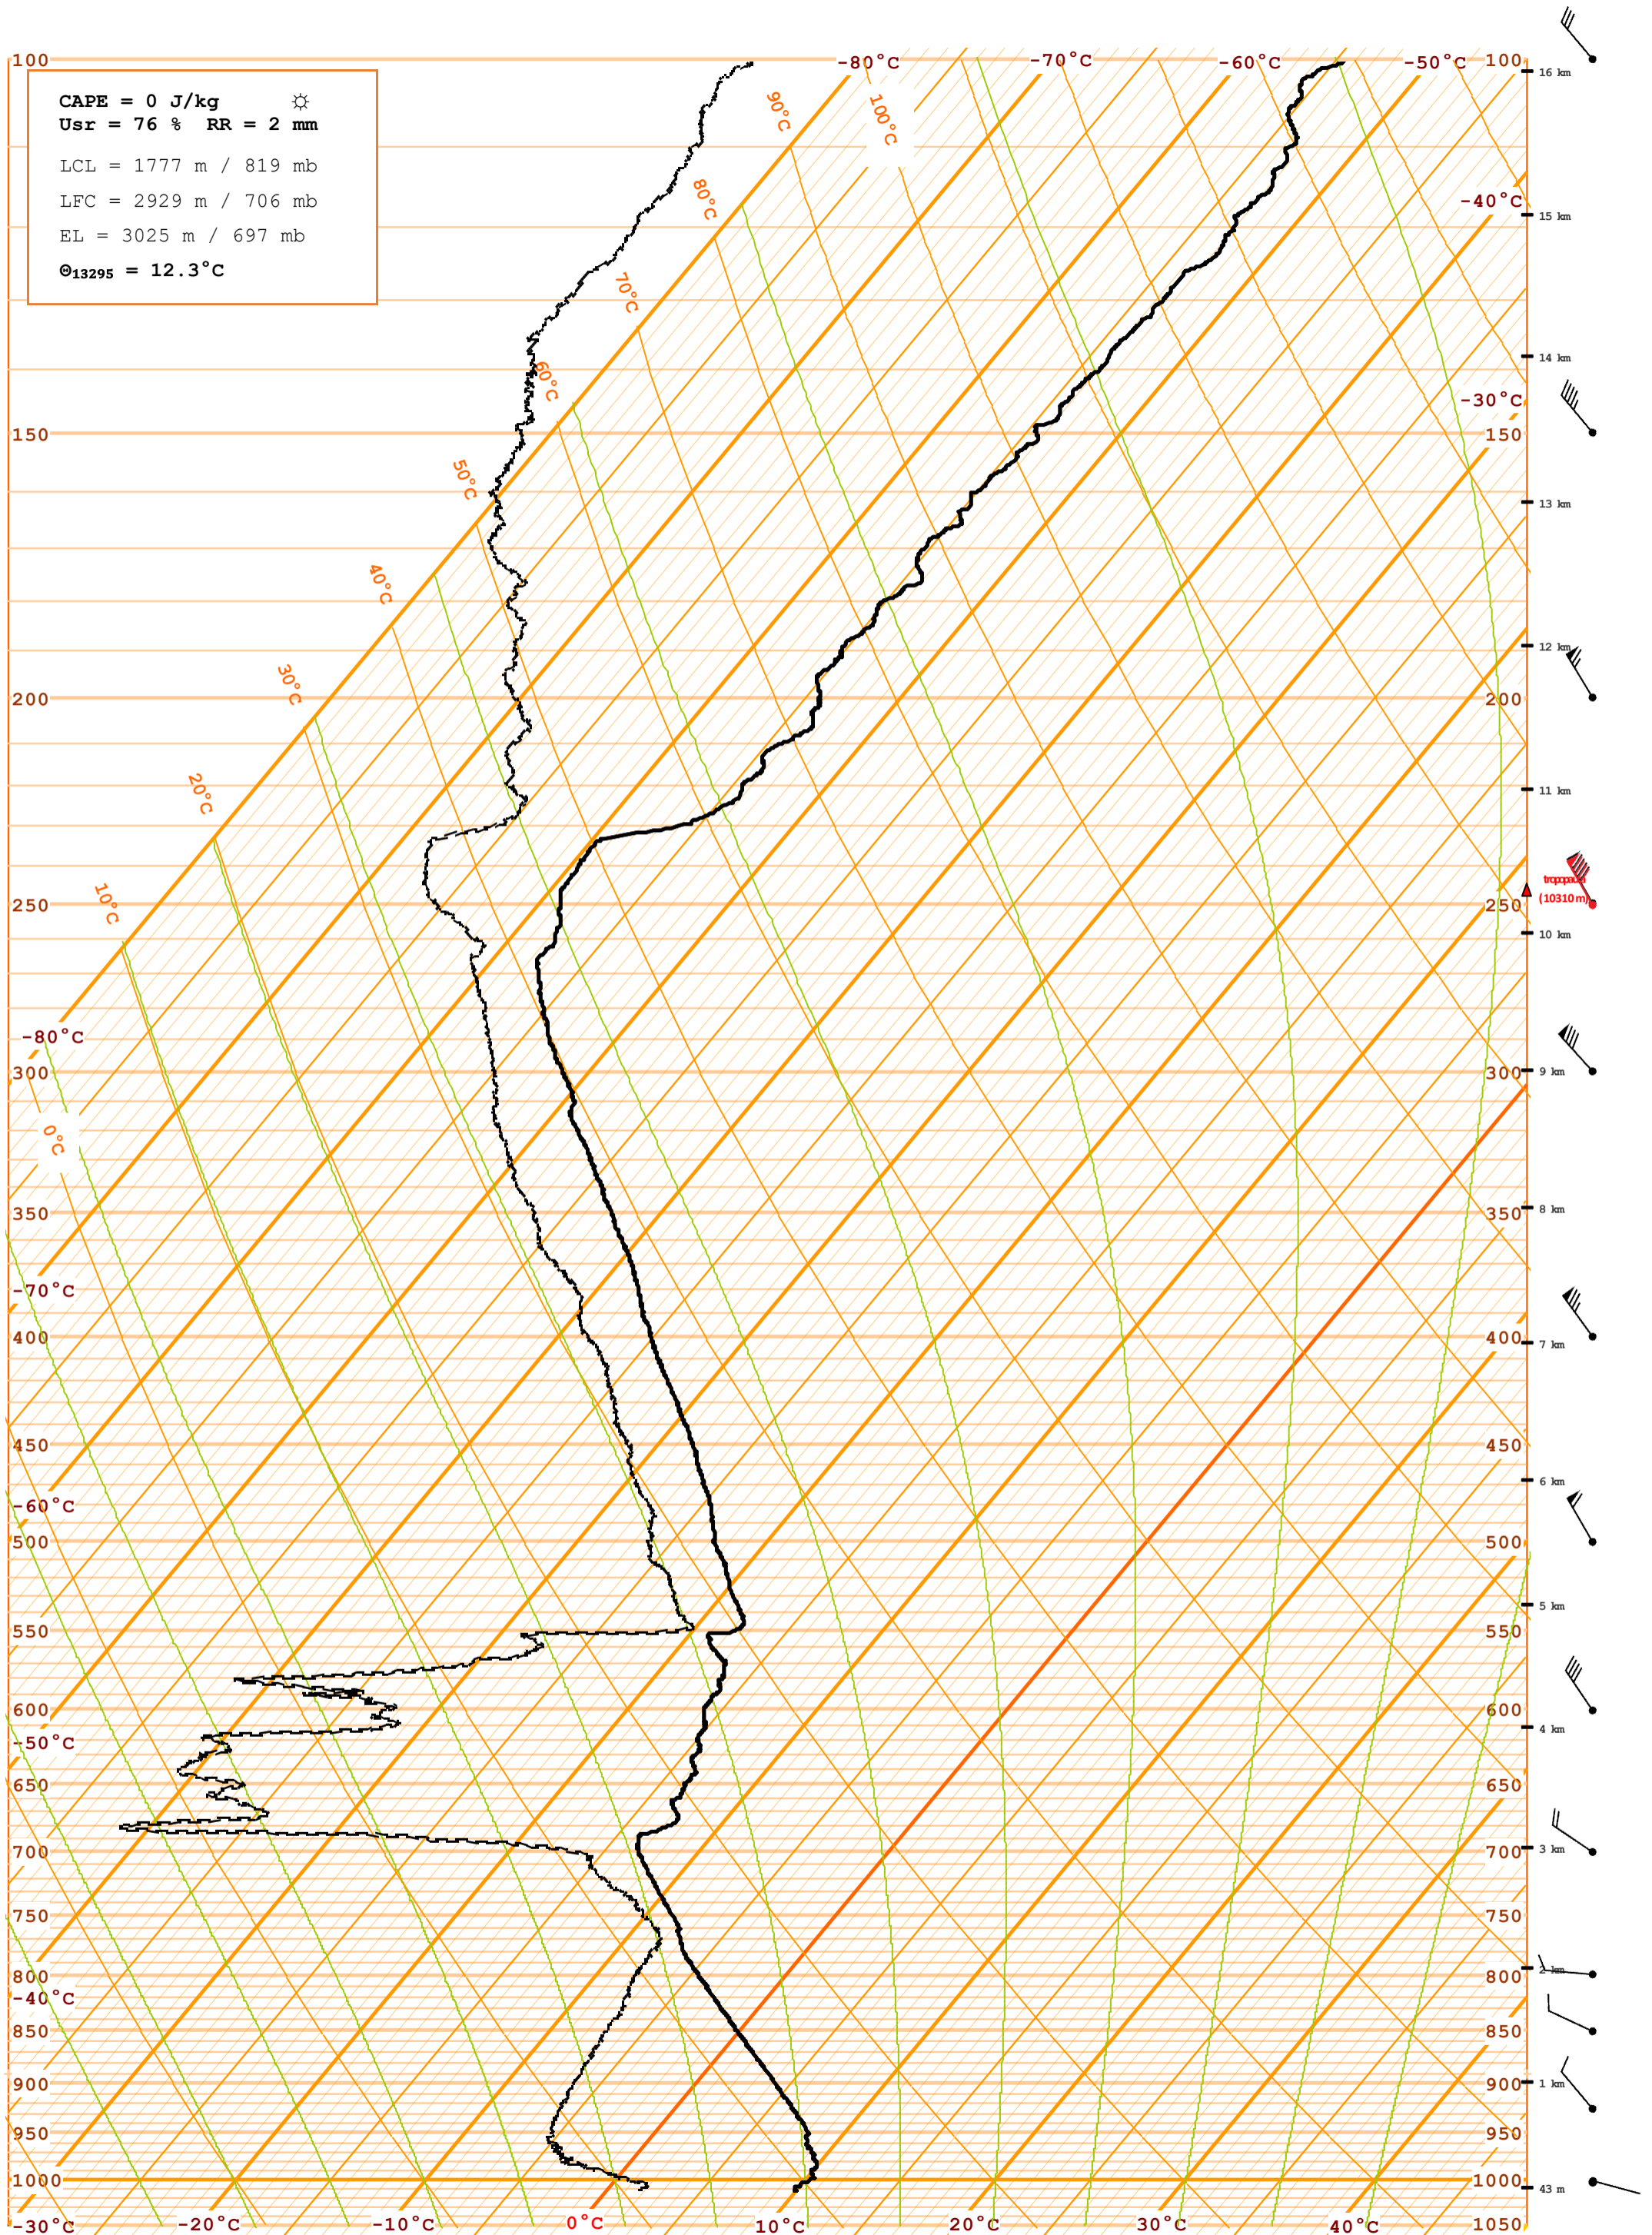 100 -80°C -70°C -60°C -50°C 100
16 km
CAPE = 0 J/kg ☼
Usr = 76 % RR = 2 mm
LCL = 1777 m / 819 mb
LFC = 2929 m / 706 mb
EL = 3025 m / 697 mb
Θ13295 = 12.3°C
90°C 100°C
80°C -40°C
15 km
70°C
14 km
60°C -30°C
150 150
50°C 13 km
40°C
12 km
30°C
200 200
20°C 11 km
10°C tropopauza
250 250 (10310 m)
10 km
-80°C
300 300 9 km
0°C
350 350 8 km
-70°C
400 400 7 km
450 450
6 km
-60°C
500 500
5 km
550 550
600 600
4 km
-50°C
650 650
700 700 3 km
750 750
800 800 2 km
-40°C
850 850
900 900 1 km
950 950
1000 1000
43 m
-30°C -20°C -10°C 0°C 10°C 20°C 30°C 40°C 1050